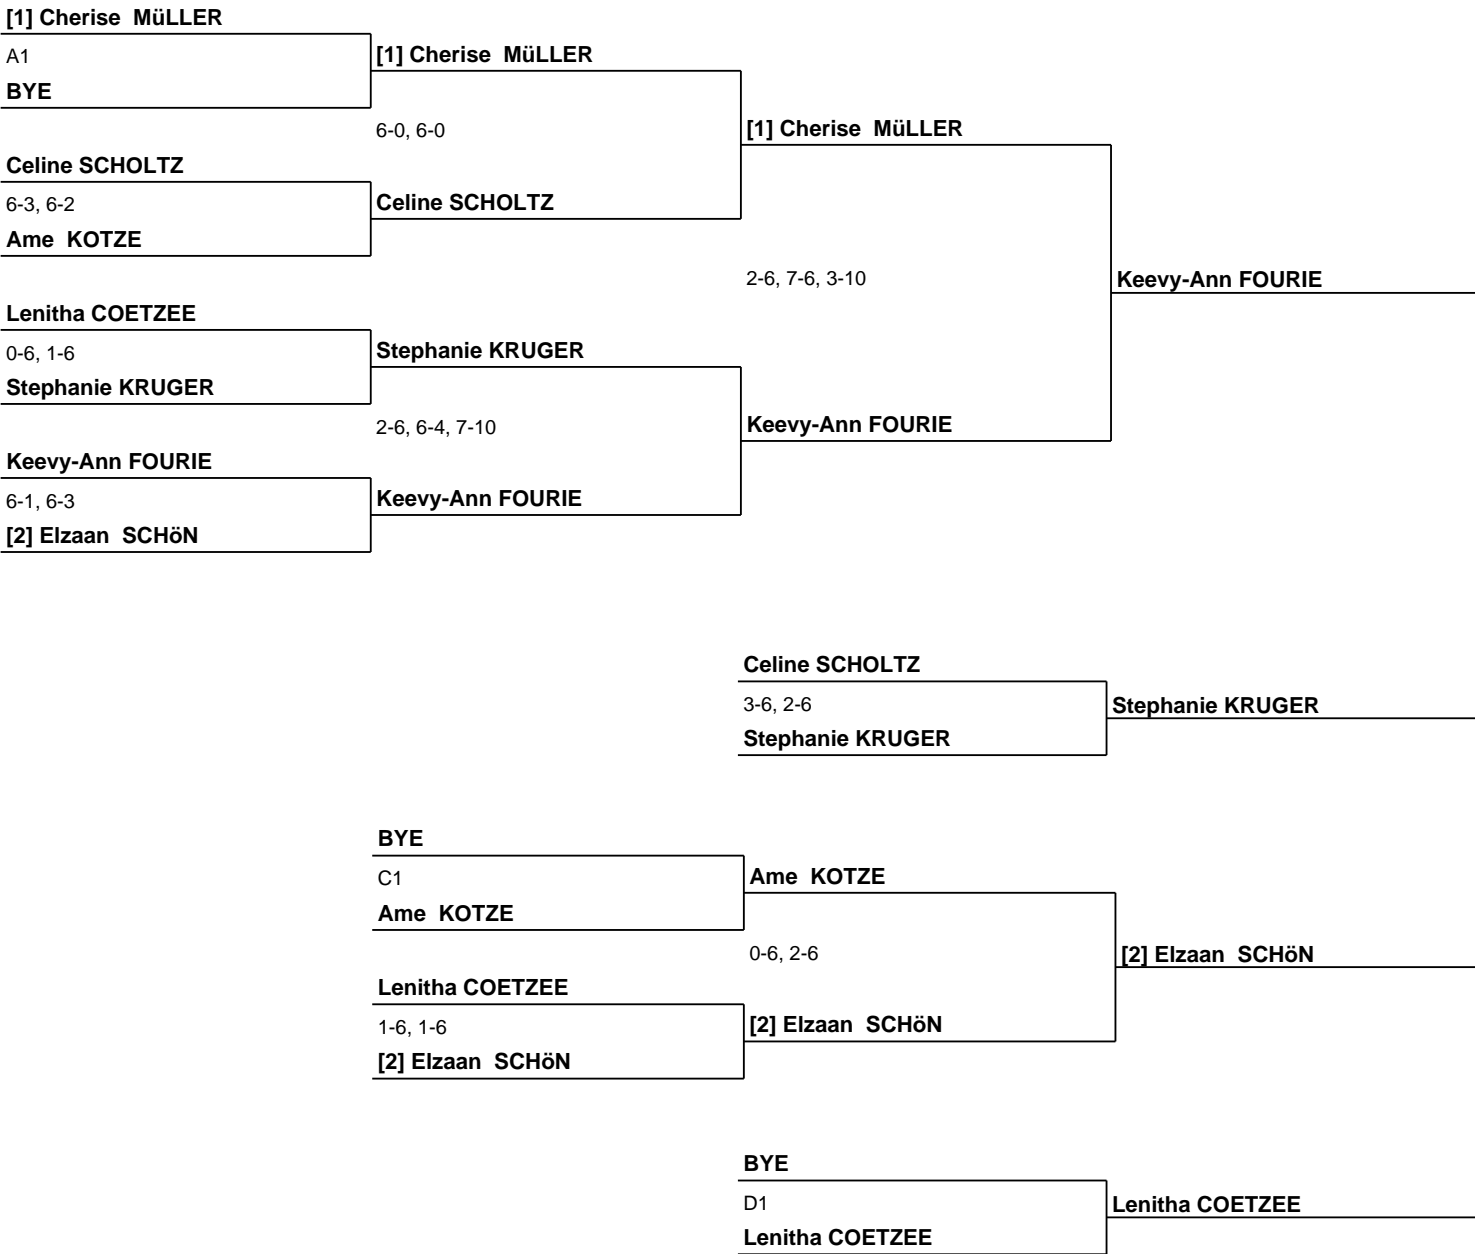 [1] Cherise  MüLLER
A1
BYE
[1] Cherise  MüLLER
6-0, 6-0
Celine SCHOLTZ
6-3, 6-2
Ame  KOTZE
Celine SCHOLTZ
[1] Cherise  MüLLER
2-6, 7-6, 3-10
Keevy-Ann FOURIE
Lenitha COETZEE
0-6, 1-6
Stephanie KRUGER
Stephanie KRUGER
2-6, 6-4, 7-10
Keevy-Ann FOURIE
Keevy-Ann FOURIE
6-1, 6-3
[2] Elzaan  SCHöN
Keevy-Ann FOURIE
Celine SCHOLTZ
3-6, 2-6
Stephanie KRUGER
Stephanie KRUGER
BYE
C1
Ame  KOTZE
Ame  KOTZE
0-6, 2-6
[2] Elzaan  SCHöN
Lenitha COETZEE
1-6, 1-6
[2] Elzaan  SCHöN
[2] Elzaan  SCHöN
BYE
D1
Lenitha COETZEE
Lenitha COETZEE